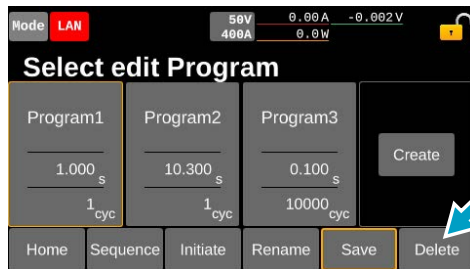 Mode LAN 50V 0.00A -0.002V
400A 0.0W
Select edit Program
Program1 Program2 Program3
Create
1.000 s 10.300 s 0.100 s
1 cyc 1 cyc 10000 cyc
Home Sequence Initiate Rename Save Delete